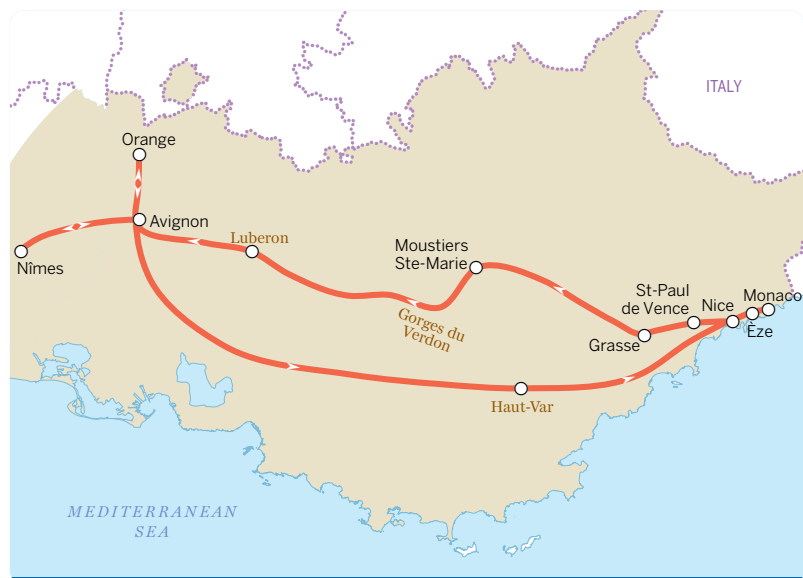 ITALY
Orange
Avignon
Luberon
Nîmes
Moustiers
Ste-Marie
Gorges du
Verdon
St-Paul
de Vence
Nice
Monaco
Èze
Grasse
Haut-Var
MEDITERRANEAN
SEA